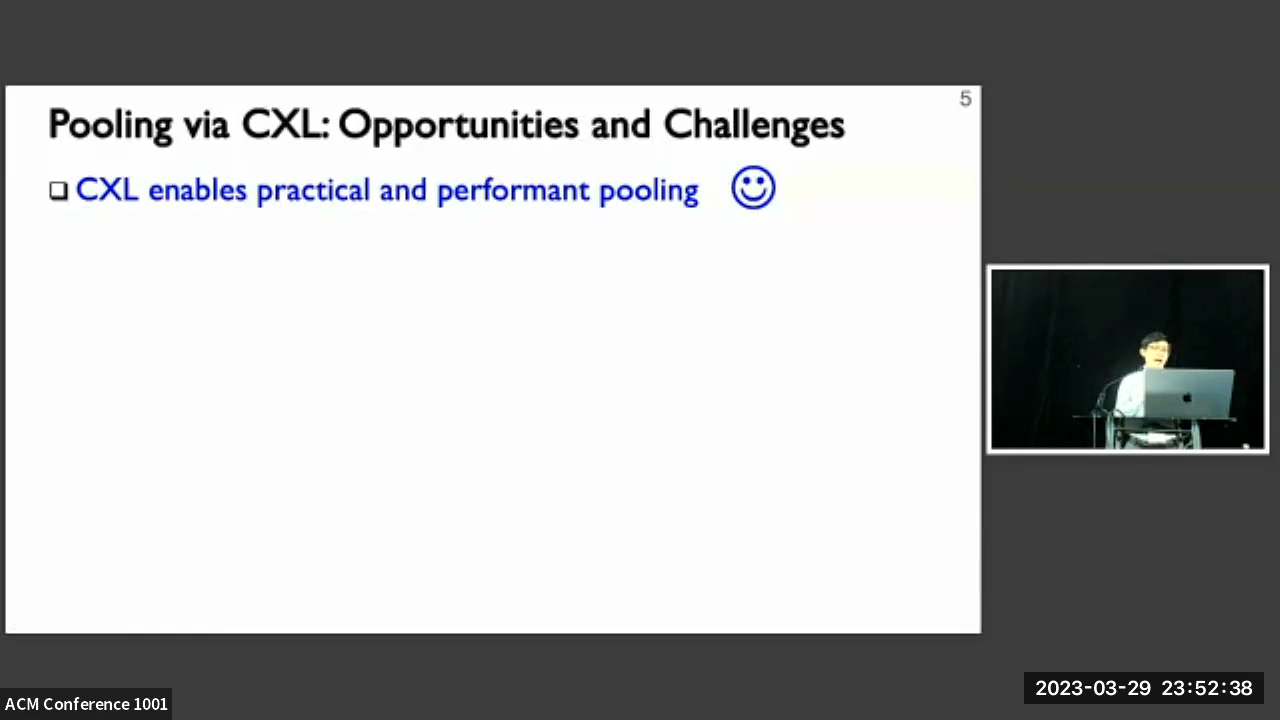 5
Pooling via CXL: Opportunities and Challenges
CXL enables practical and performant pooling
ACM Conference 1001
2023-03-29 23:52:38